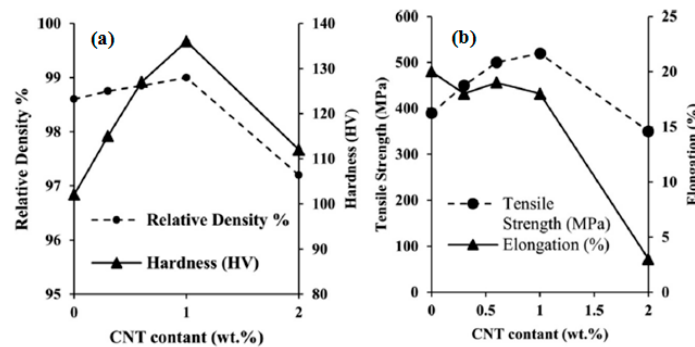 (a)
100
99
98
97
96
95
Relative Density %
140
130
120
110
100
90
80
Hardness (HV)
Relative Density %
Hardness (HV)
0
1
2
CNT contant (wt.%)
(b)
600
500
400
300
200
100
0
Tensile Strength (MPa)
25
20
15
10
5
0
Elongation (%)
Tensile
Strength (MPa)
Elongation (%)
0
0.5
1
1.5
2
CNT contant (wt.%)